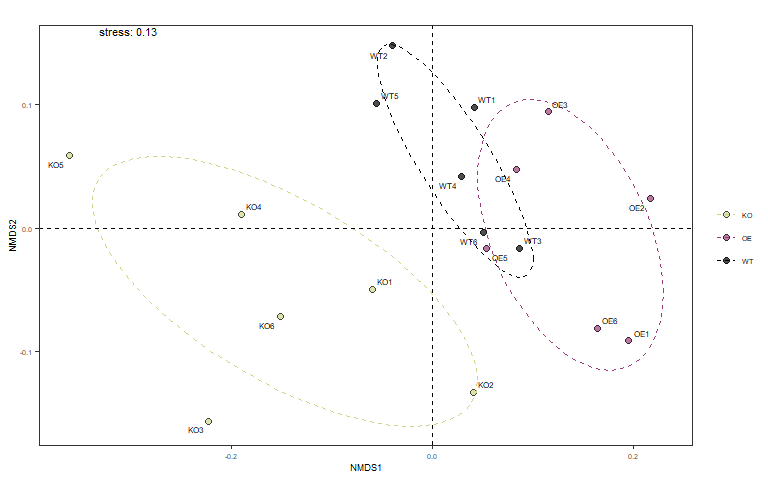 stress: 0.13
WT2
WT5
WT1
OE3
KO5
OE4
WT4
KO4
OE2
WT6
WT3
OE5
KO1
KO6
OE6
OE1
KO2
KO3
0.1
0.0
-0.1
NMDS2
-0.2
0.0
0.2
NMDS1
KO
OE
WT